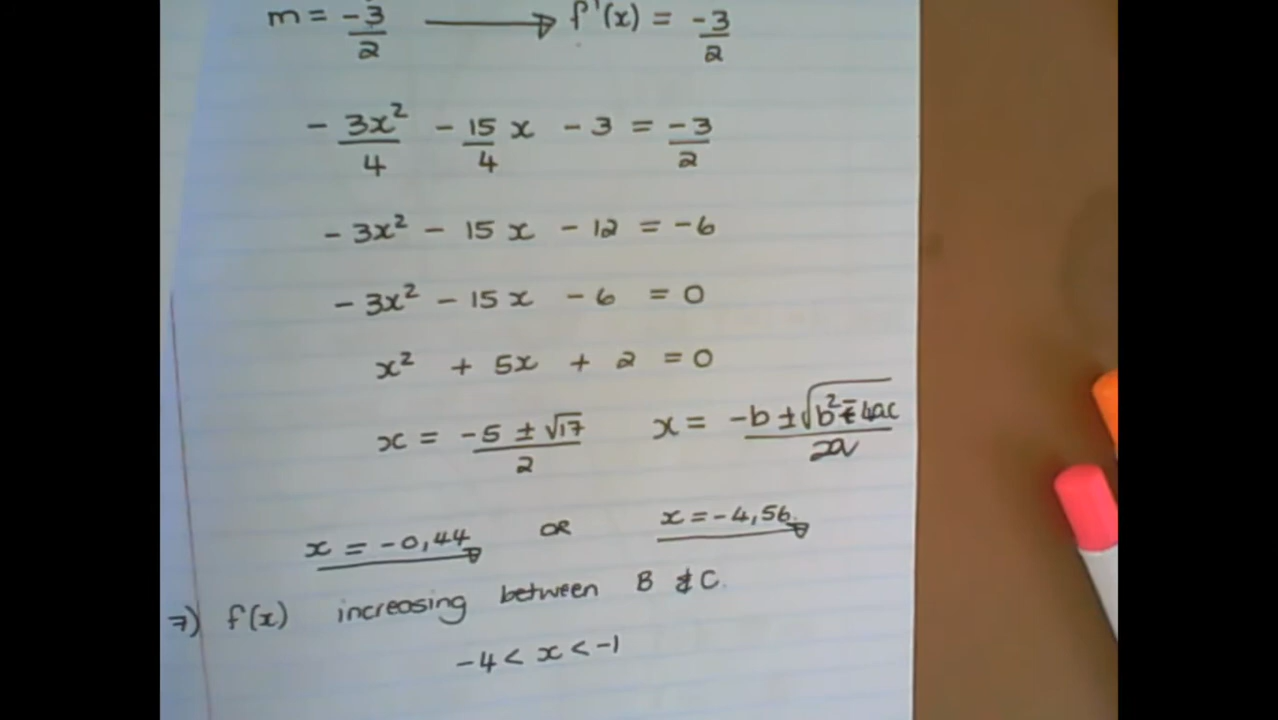 m = -3/2 → f'(x) = -3/2
- 3x²/4 - 15/4 x - 3 = -3/2
- 3x² - 15x - 12 = -6
- 3x² - 15x - 6 = 0
x² + 5x + 2 = 0
x = -5 ± √17 / 2 x = -b ± √b² - 4ac / 2a
x = -0,44 OR x = -4,56
7) f(x) increasing between B & C.
-4 < x < -1